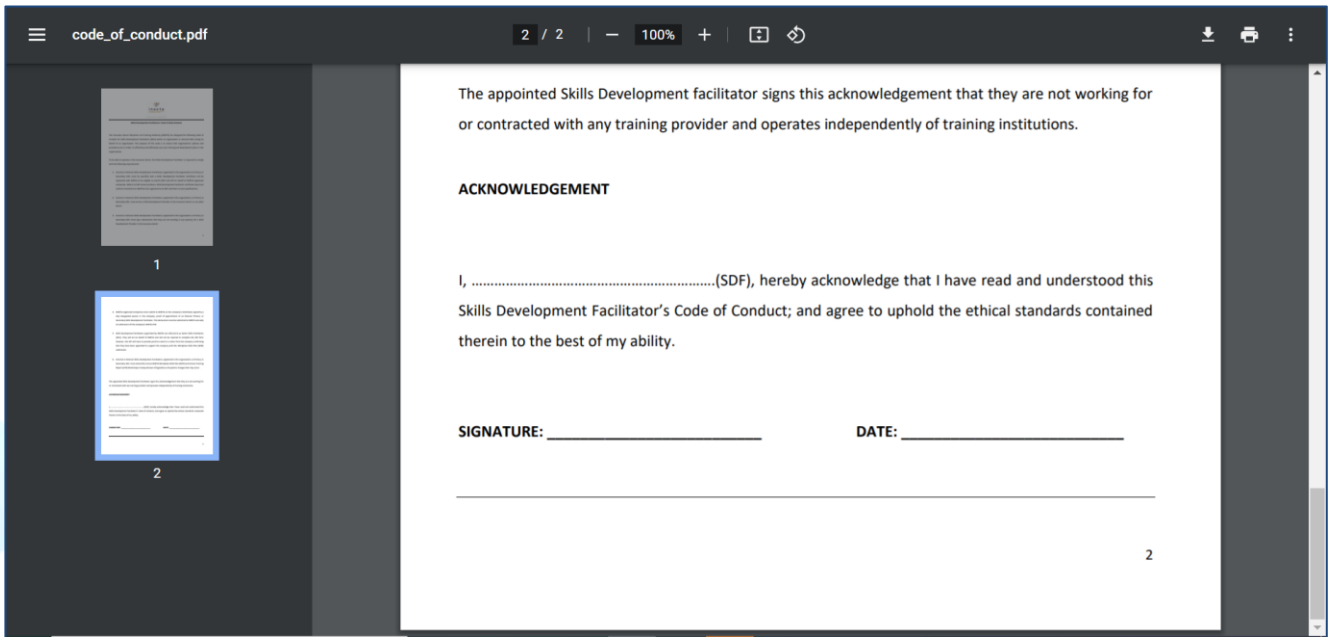 code_of_conduct.pdf
2 / 2
100%
1
2
The appointed Skills Development facilitator signs this acknowledgement that they are not working for
or contracted with any training provider and operates independently of training institutions.
ACKNOWLEDGEMENT
I, ……………………………………………………….(SDF), hereby acknowledge that I have read and understood this
Skills Development Facilitator’s Code of Conduct; and agree to uphold the ethical standards contained
therein to the best of my ability.
SIGNATURE: __________________________ DATE: ___________________________
2